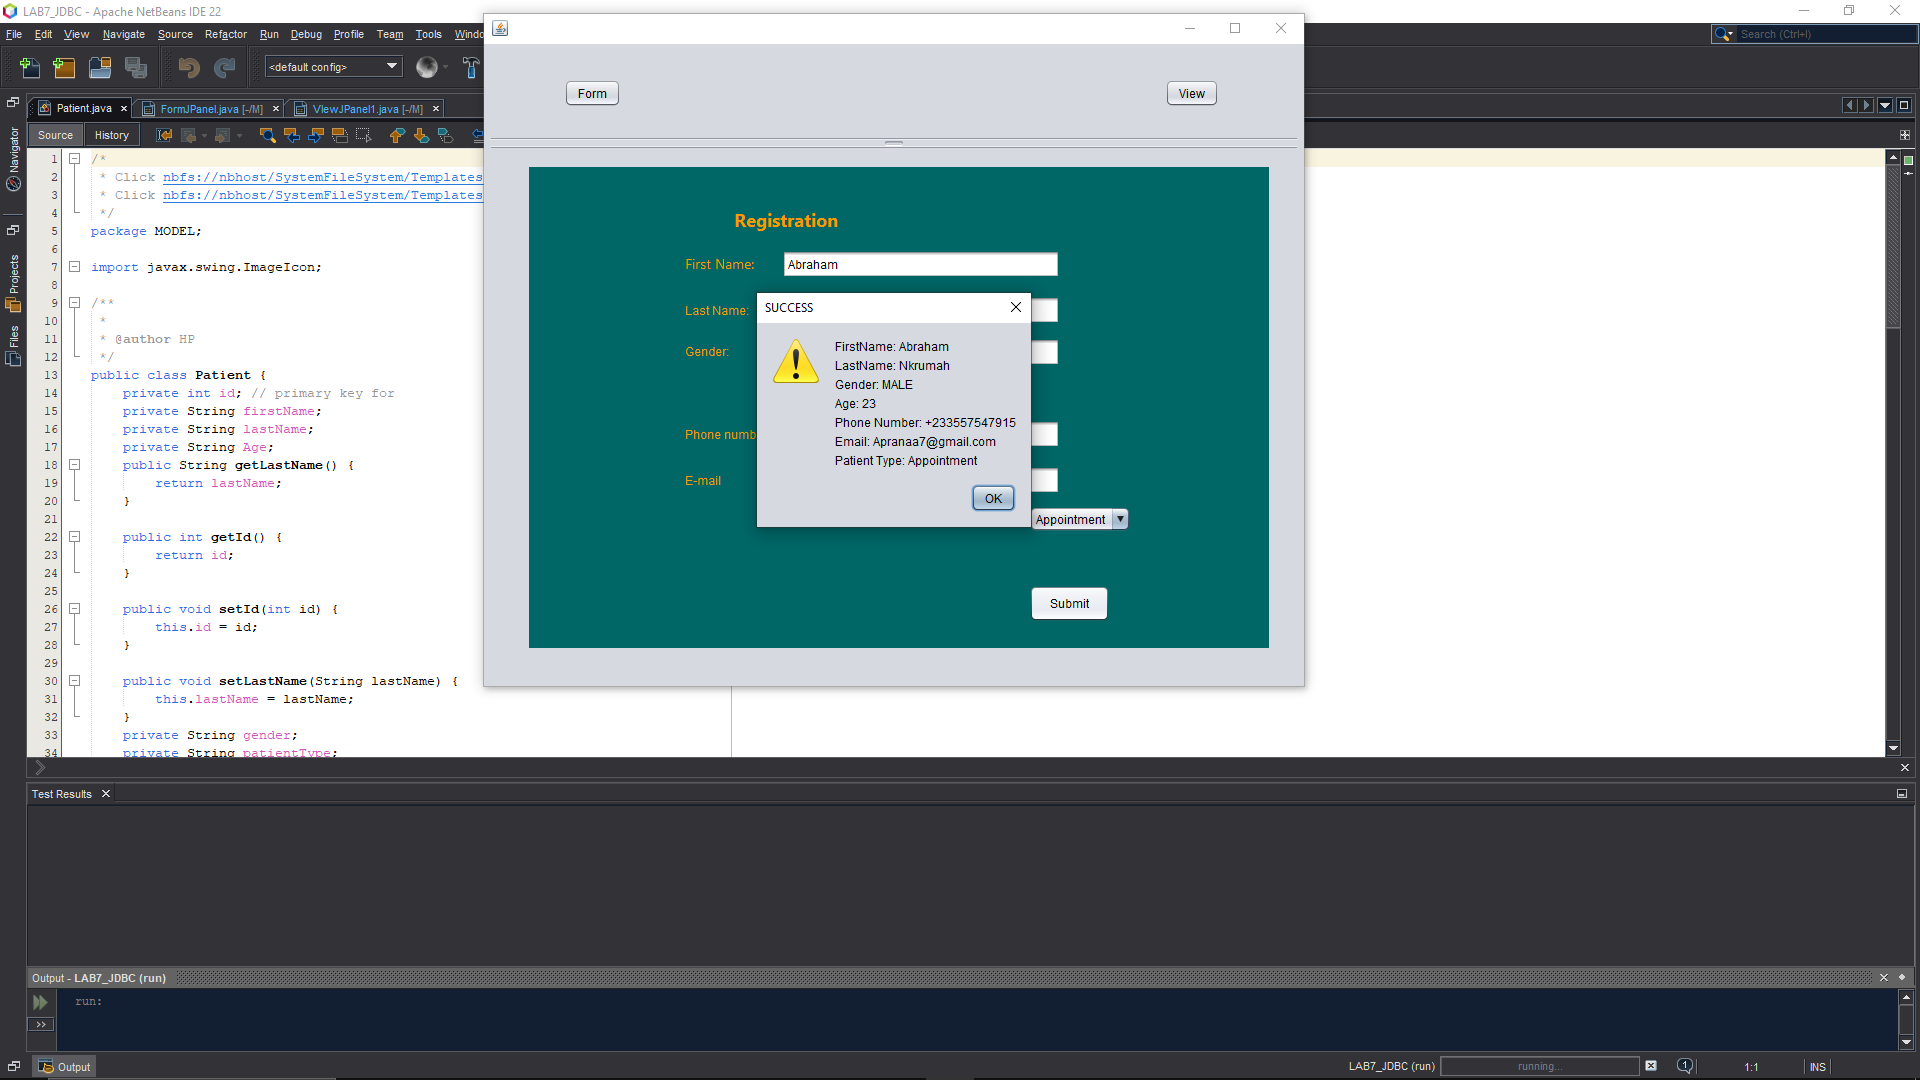 LAB7_JDBC - Apache NetBeans IDE 22
File Edit View Navigate Source Refactor Run Debug Profile Team Tools Windo
Search (Ctrl+I)
<default config>
Form
View
Patient.java
FormJPanel.java [-/M]
ViewJPanel1.java [-/M]
Source History
Navigator
Projects
Files
1 /*
2 * Click nbfs://nbhost/SystemFileSystem/Templates
3 * Click nbfs://nbhost/SystemFileSystem/Templates
4 */
5 package MODEL;
6
7 import javax.swing.ImageIcon;
8
9 /**
10 *
11 * @author HP
12 */
13 public class Patient {
14 private int id; // primary key for
15 private String firstName;
16 private String lastName;
17 private String Age;
18 public String getLastName() {
19 return lastName;
20 }
21
22 public int getId() {
23 return id;
24 }
25
26 public void setId(int id) {
27 this.id = id;
28 }
29
30 public void setLastName(String lastName) {
31 this.lastName = lastName;
32 }
33 private String gender;
34 private String patientType;
Registration
First Name: Abraham
Last Name:
Gender:
Phone numb
E-mail
Appointment
Submit
SUCCESS
FirstName: Abraham
LastName: Nkrumah
Gender: MALE
Age: 23
Phone Number: +233557547915
Email: Apranaa7@gmail.com
Patient Type: Appointment
OK
Test Results
Output - LAB7_JDBC (run)
run:
Output
LAB7_JDBC (run)
running...
1
1:1
INS